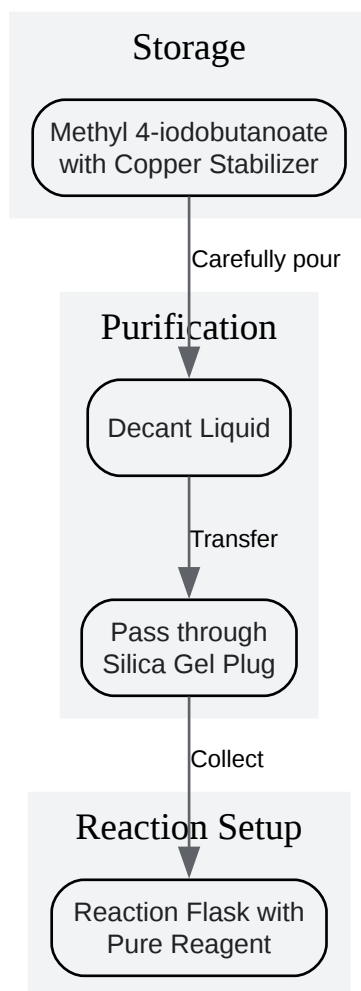 Storage
Methyl 4-iodobutanoate
with Copper Stabilizer
Carefully pour
Purification
Decant Liquid
Transfer
Pass through
Silica Gel Plug
Collect
Reaction Setup
Reaction Flask with
Pure Reagent